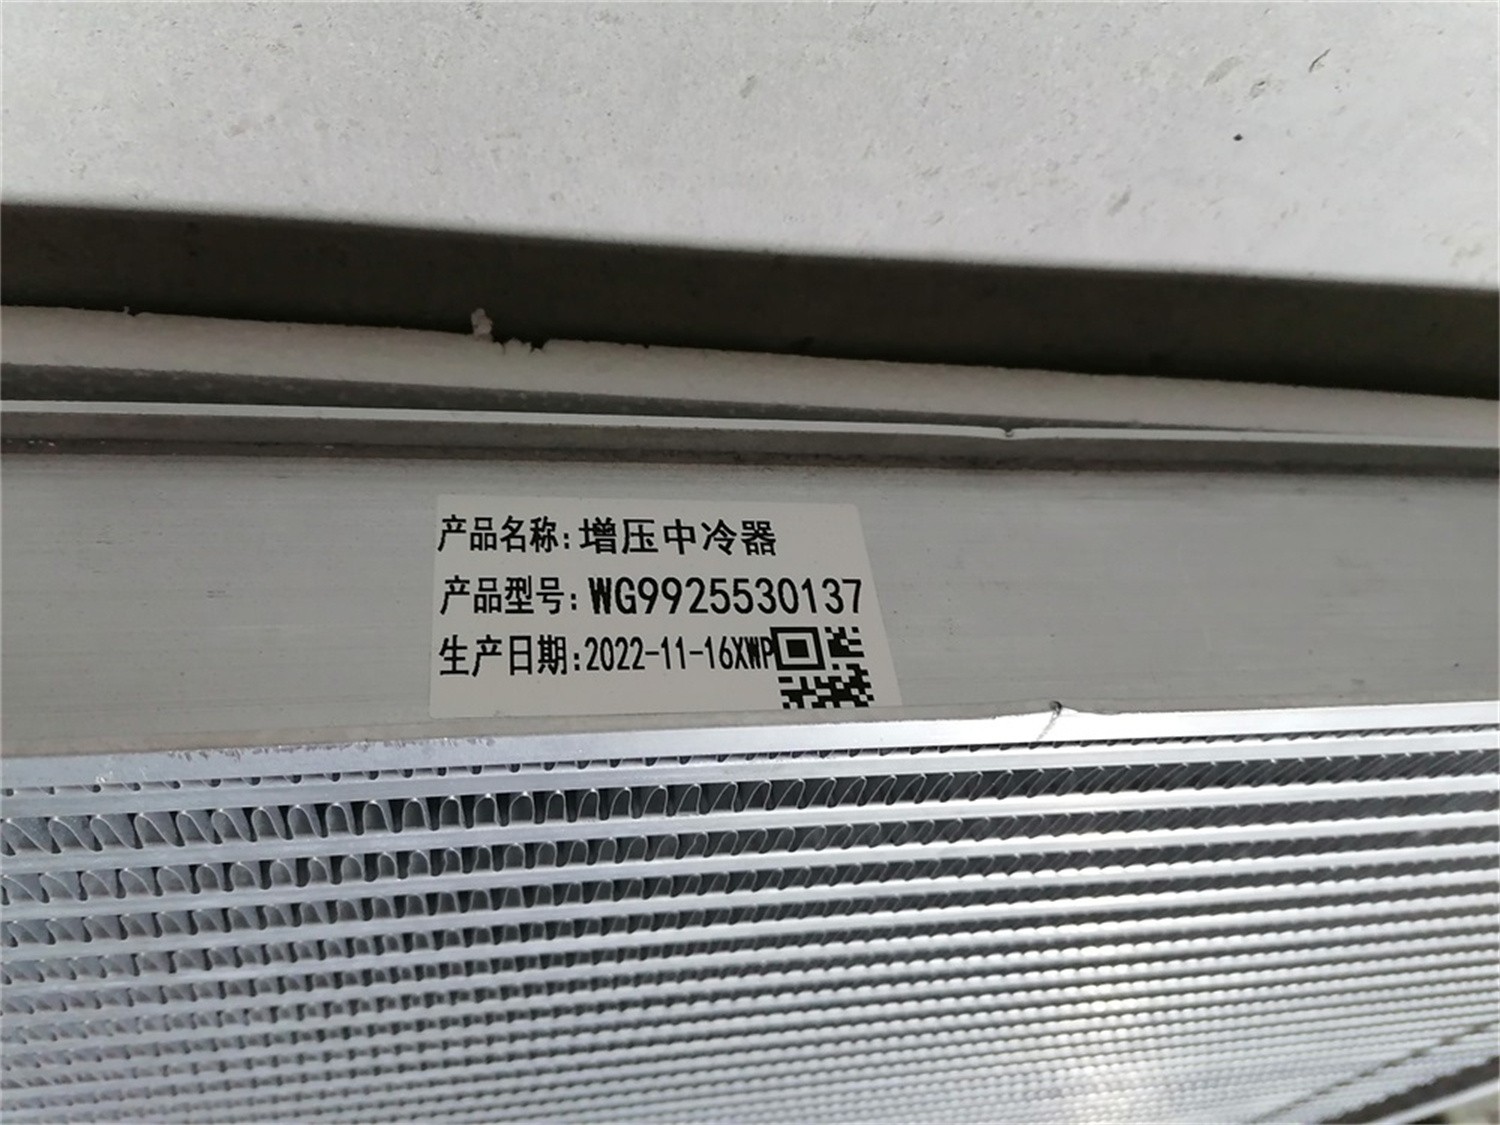 产品名称:增压中冷器
产品型号:WG9925530137
生产日期:2022-11-16XWP